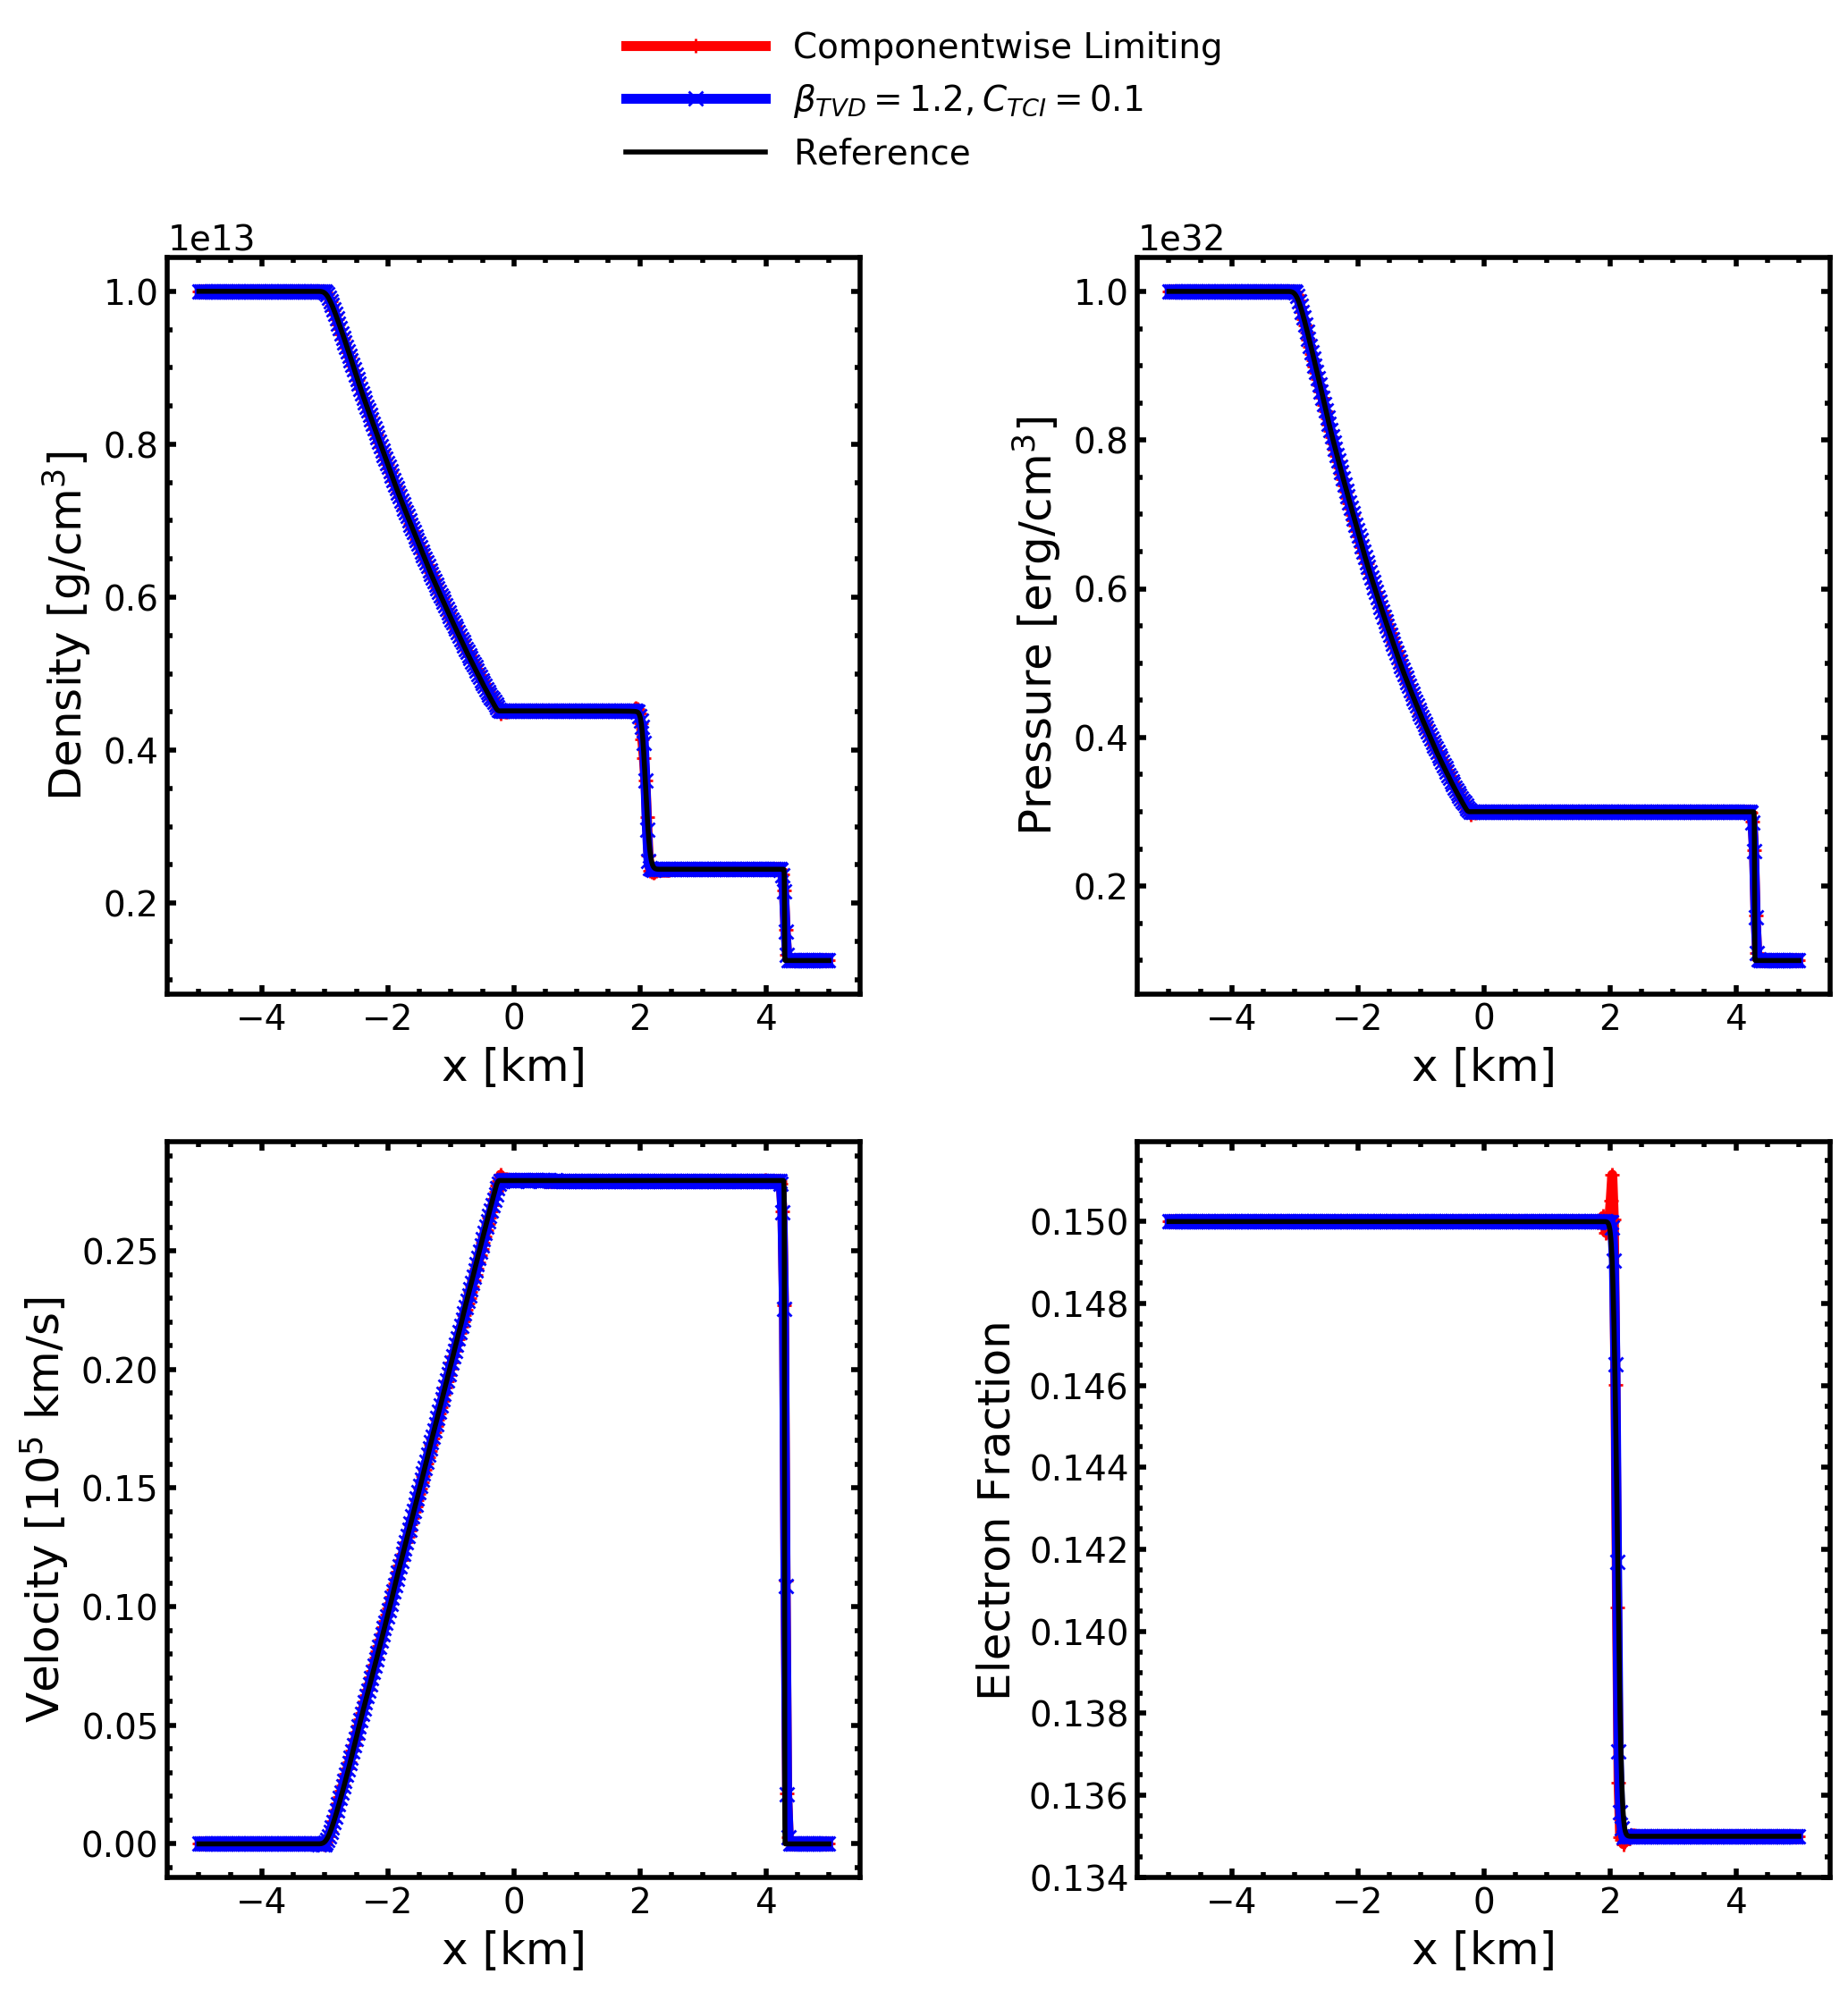 Componentwise Limiting
β_TVD = 1.2, C_TCI = 0.1
Reference
1e13
1.0
0.8
0.6
0.4
0.2
Density [g/cm³]
−4 −2 0 2 4
x [km]
1e32
1.0
0.8
0.6
0.4
0.2
Pressure [erg/cm³]
−4 −2 0 2 4
x [km]
0.25
0.20
0.15
0.10
0.05
0.00
Velocity [10⁵ km/s]
−4 −2 0 2 4
x [km]
0.150
0.148
0.146
0.144
0.142
0.140
0.138
0.136
0.134
Electron Fraction
−4 −2 0 2 4
x [km]